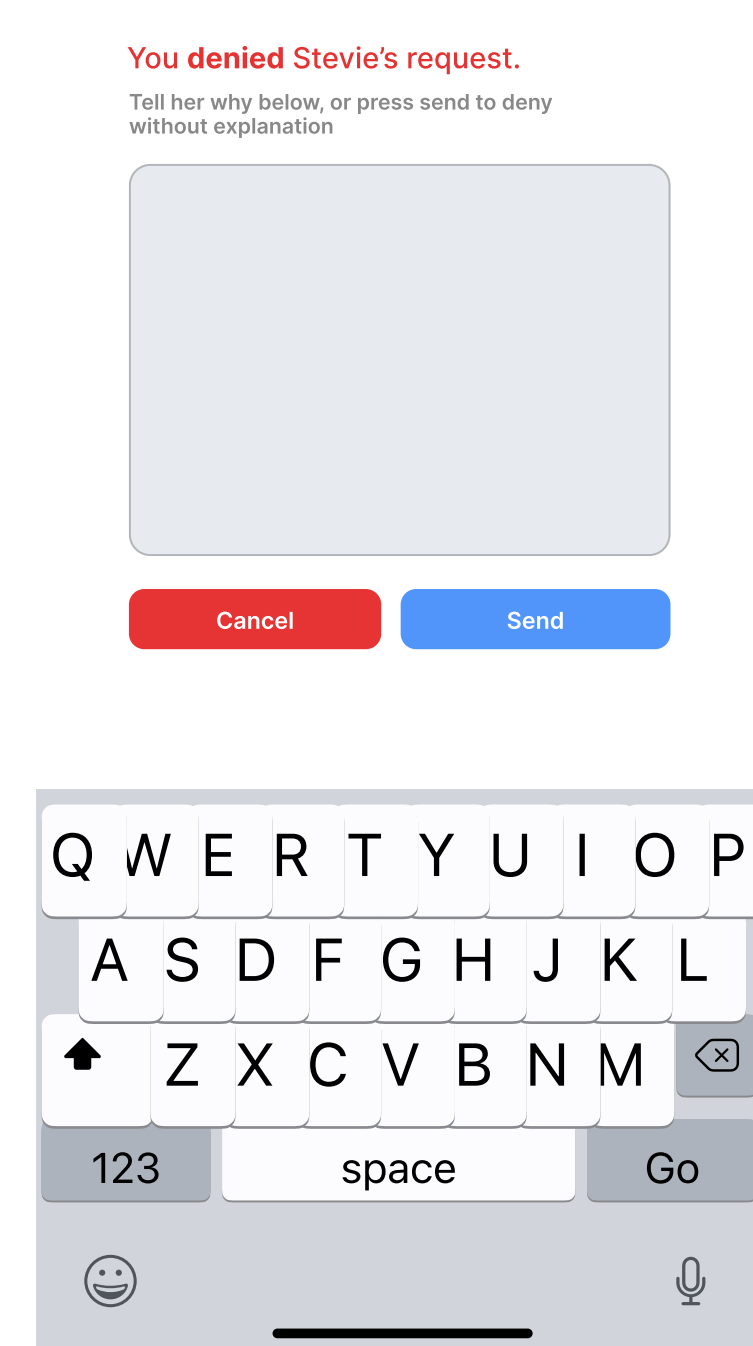 You denied Stevie’s request.
Tell her why below, or press send to deny
without explanation
Cancel Send
Q W E R T Y U I O P
A S D F G H J K L
Z X C V B N M
123 space Go